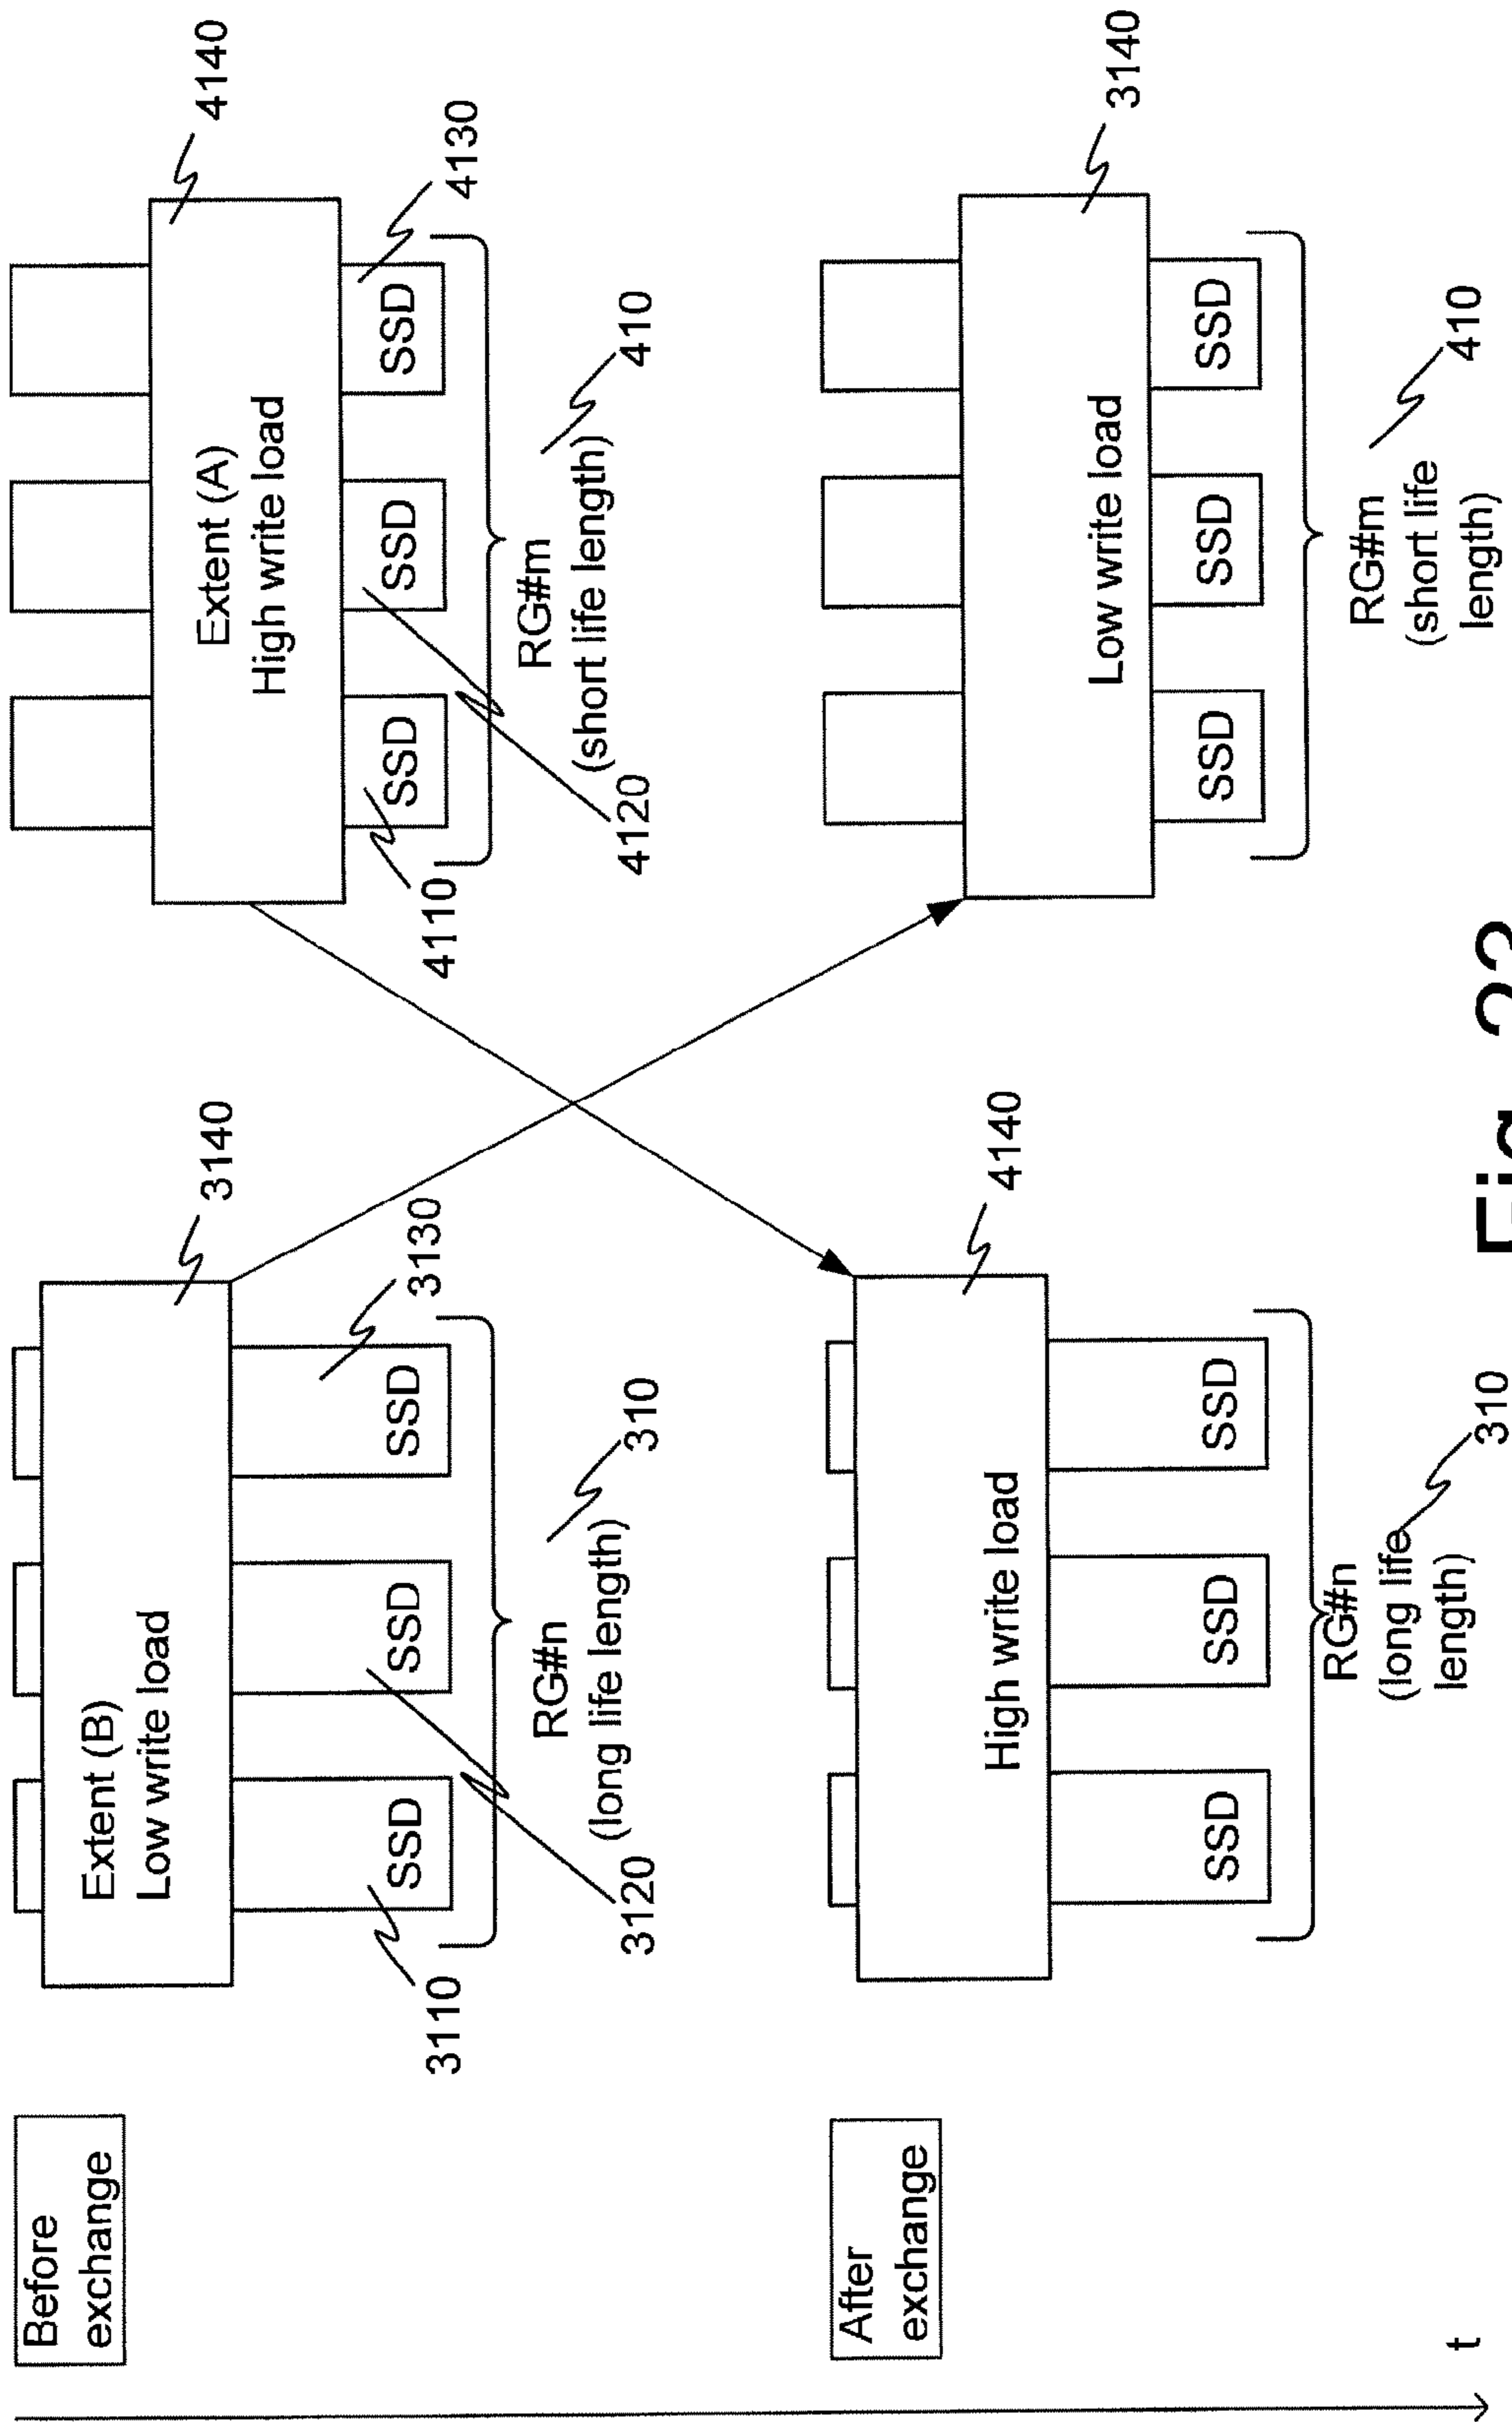 Before
exchange
Extent (B)
Low write load
3140
3110
SSD
SSD
SSD
3130
3120
RG#n
(long life length)
310
Extent (A)
High write load
4140
4110
SSD
SSD
SSD
4130
4120
RG#m
(short life length)
410
After
exchange
High write load
4140
SSD
SSD
SSD
RG#n
(long life
length)
310
Low write load
3140
SSD
SSD
SSD
RG#m
(short life
length)
410
t